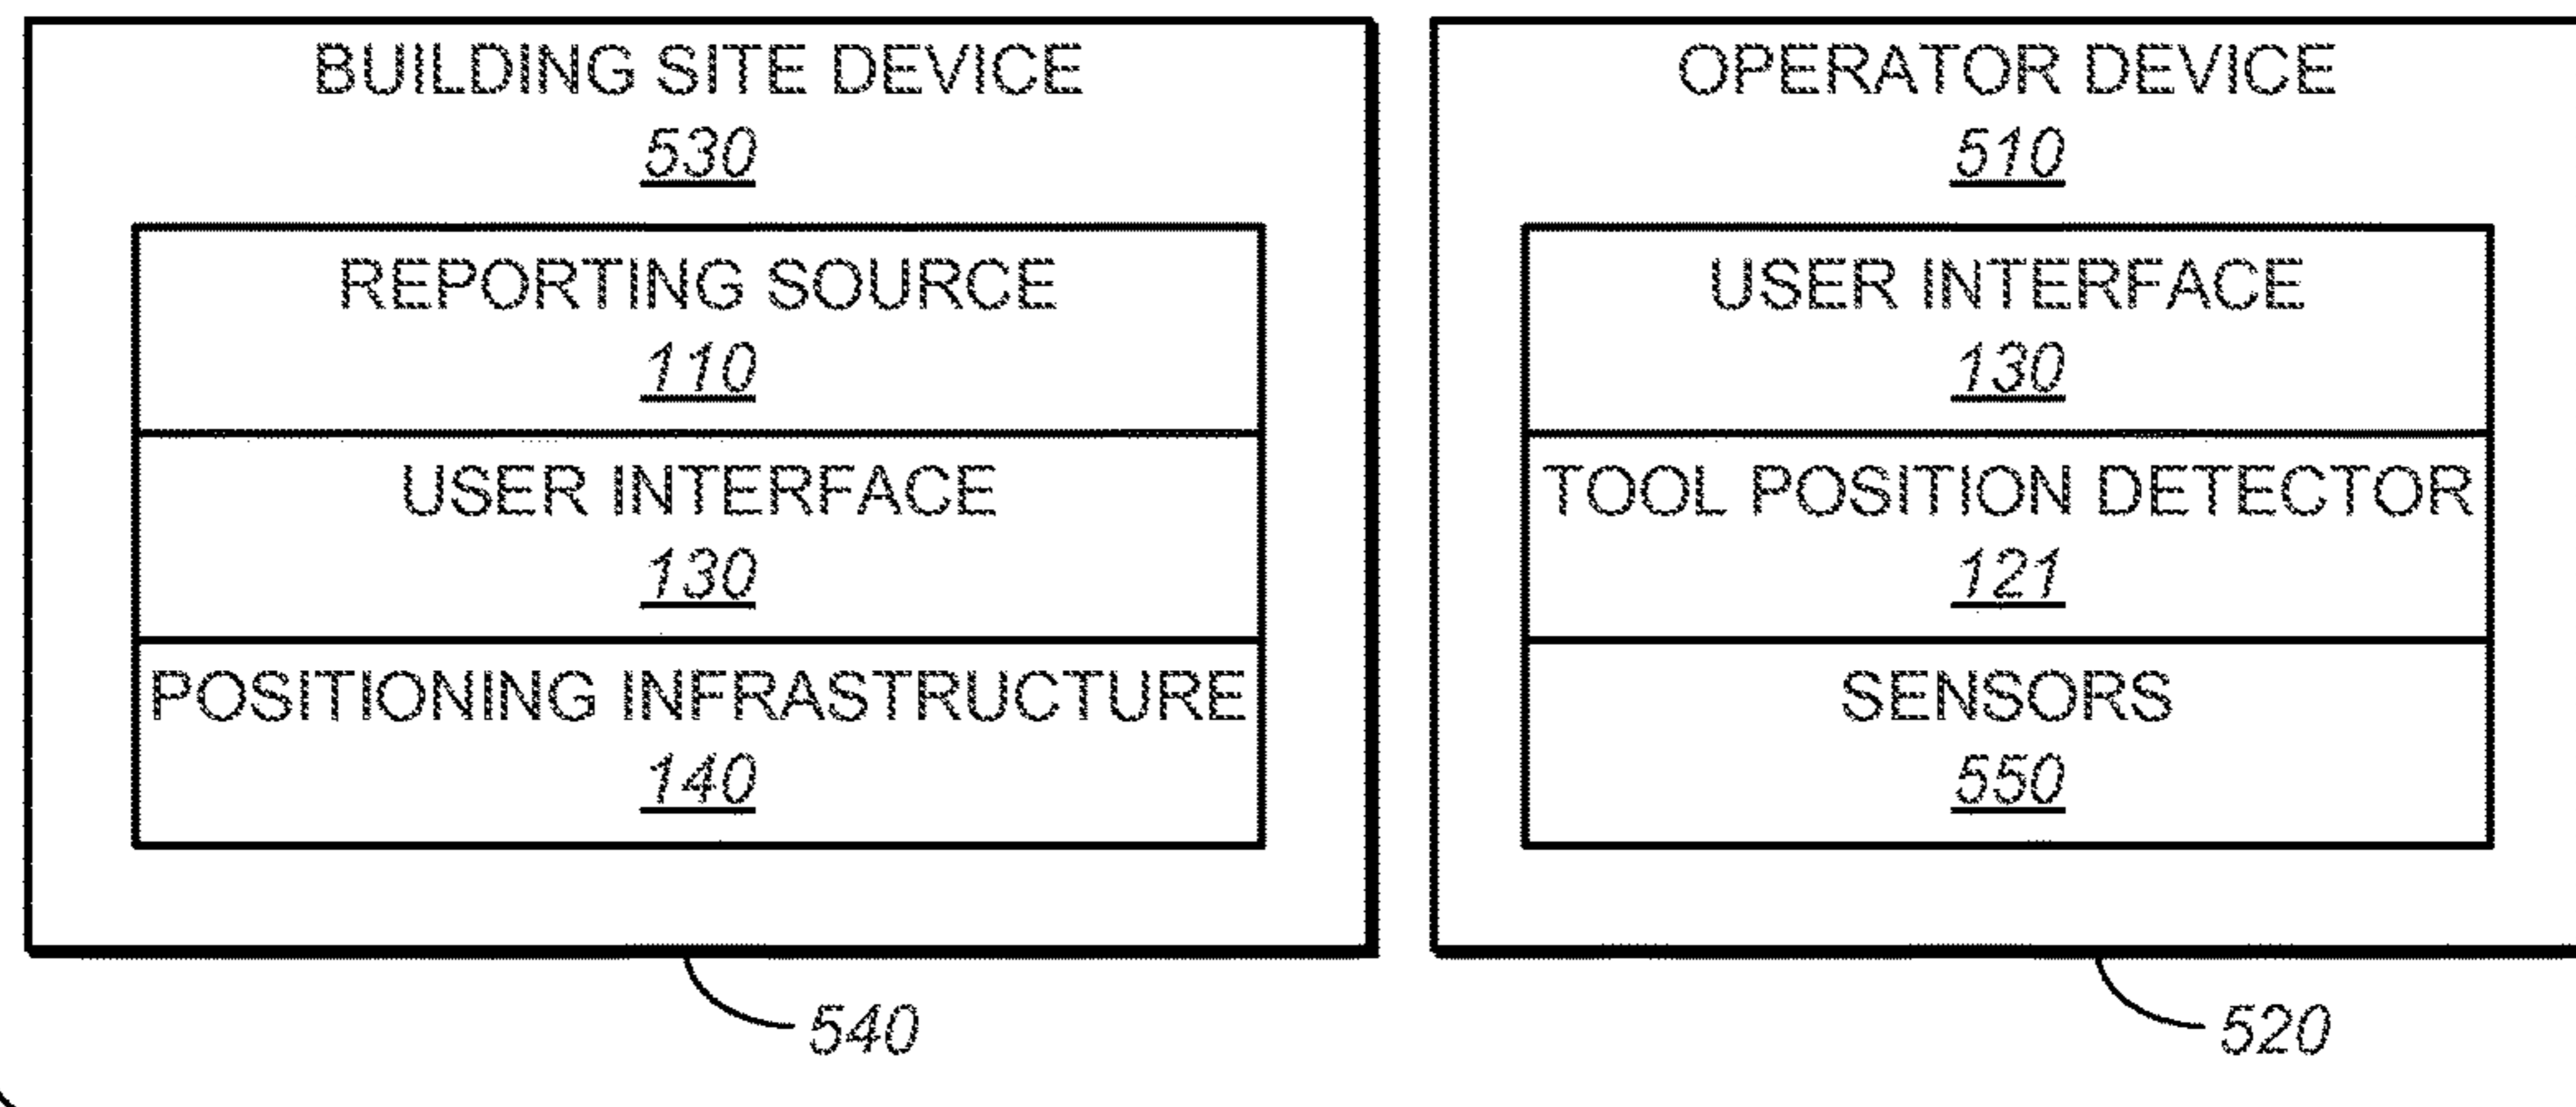 BUILDING SITE DEVICE
530
REPORTING SOURCE
110
USER INTERFACE
130
POSITIONING INFRASTRUCTURE
140
540
OPERATOR DEVICE
510
USER INTERFACE
130
TOOL POSITION DETECTOR
121
SENSORS
550
520